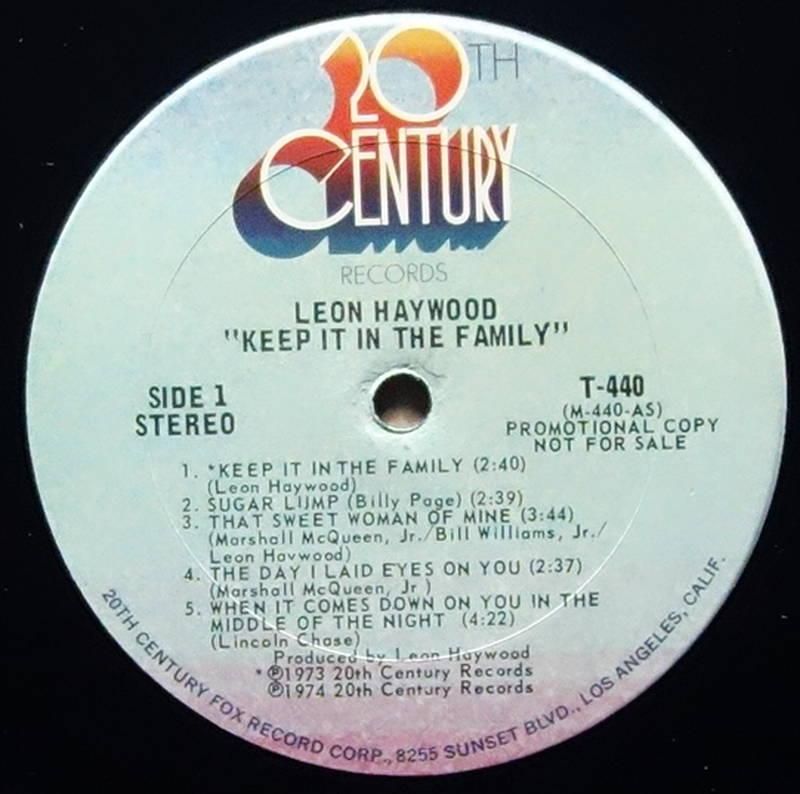 20TH
CENTURY
RECORDS
LEON HAYWOOD
"KEEP IT IN THE FAMILY"
SIDE 1
STEREO
T-440
(M-440-AS)
PROMOTIONAL COPY
NOT FOR SALE
1. *KEEP IT IN THE FAMILY (2:40)
(Leon Haywood)
2. SUGAR LUMP (Billy Page) (2:39)
3. THAT SWEET WOMAN OF MINE (3:44)
(Marshall McQueen, Jr./Bill Williams, Jr./
Leon Haywood)
4. THE DAY I LAID EYES ON YOU (2:37)
(Marshall McQueen, Jr )
5. WHEN IT COMES DOWN ON YOU IN THE
MIDDLE OF THE NIGHT (4:22)
(Lincoln Chase)
Produced by Leon Haywood
*℗1973 20th Century Records
℗1974 20th Century Records
20TH CENTURY FOX RECORD CORP., 8255 SUNSET BLVD., LOS ANGELES, CALIF.